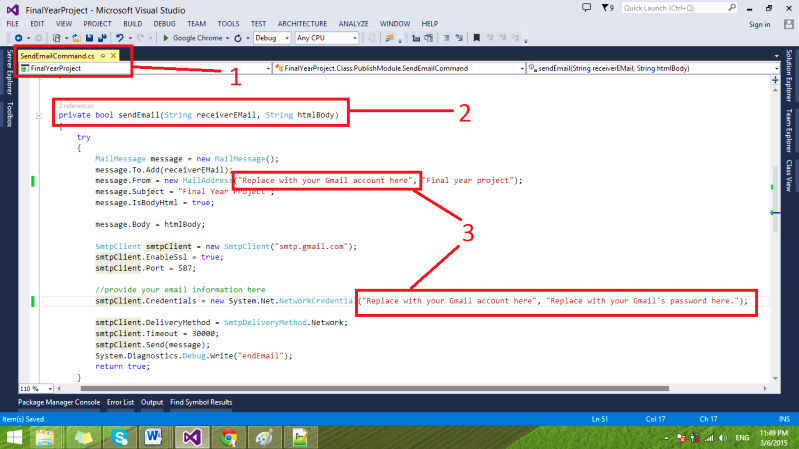 FinalYearProject - Microsoft Visual Studio
9
Quick Launch (Ctrl+Q)
FILE EDIT VIEW PROJECT BUILD DEBUG TEAM TOOLS TEST ARCHITECTURE ANALYZE WINDOW HELP
Sign in
Google Chrome Debug Any CPU
SendEmailCommand.cs
FinalYearProject
FinalYearProject.Class.PublishModule.SendEmailCommand
sendEmail(String receiverEMail, String htmlBody)
1
Server Explorer
Toolbox
Solution Explorer
Team Explorer
Class View
2 references
private bool sendEmail(String receiverEMail, String htmlBody)
2
{
try
{
MailMessage message = new MailMessage();
message.To.Add(receiverEMail);
message.From = new MailAddress("Replace with your Gmail account here", "Final year project");
message.Subject = "Final Year Project";
message.IsBodyHtml = true;
3
message.Body = htmlBody;
SmtpClient smtpClient = new SmtpClient("smtp.gmail.com");
smtpClient.EnableSsl = true;
smtpClient.Port = 587;
//provide your email information here
smtpClient.Credentials = new System.Net.NetworkCredential("Replace with your Gmail account here", "Replace with your Gmail's password here.");
smtpClient.DeliveryMethod = SmtpDeliveryMethod.Network;
smtpClient.Timeout = 30000;
smtpClient.Send(message);
System.Diagnostics.Debug.Write("endEmail");
return true;
}
110 %
Package Manager Console Error List Output Find Symbol Results
Item(s) Saved
Ln 51 Col 17 Ch 17 INS
ENG
11:49 PM
3/6/2015